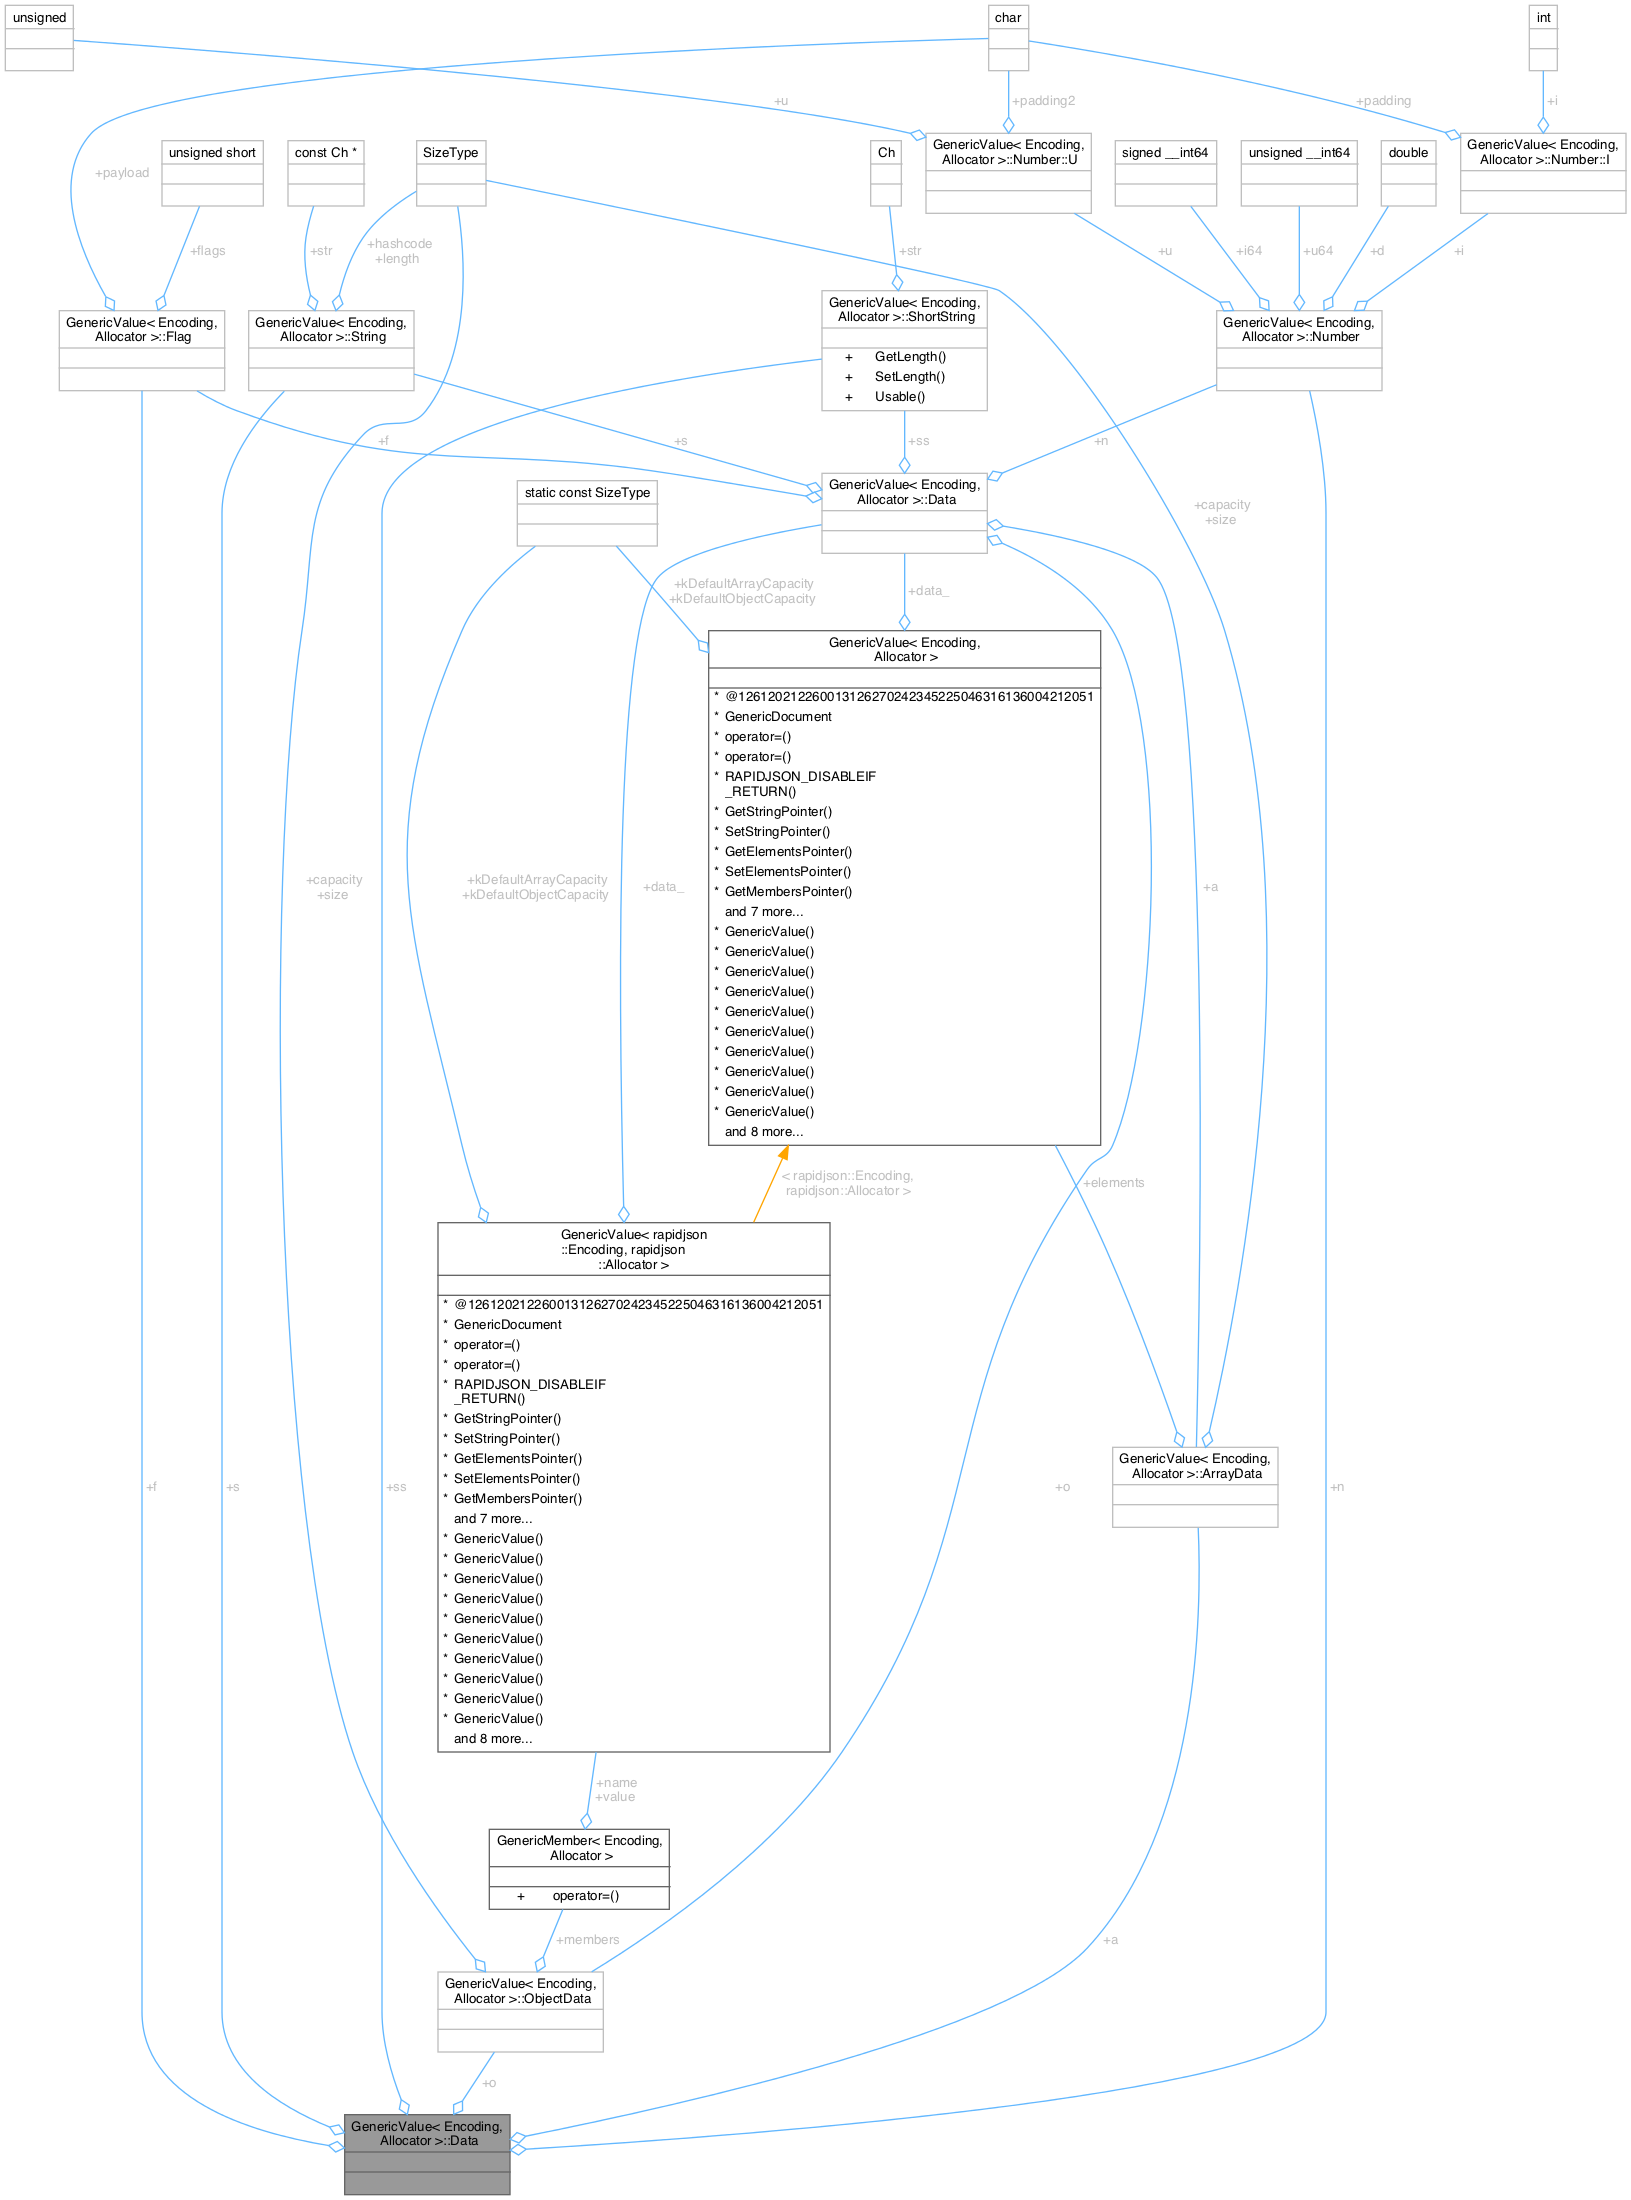 unsigned
char
int
+u
+padding2
+padding
+i
unsigned short
const Ch *
SizeType
Ch
GenericValue< Encoding,
Allocator >::Number::U
signed __int64
unsigned __int64
double
GenericValue< Encoding,
Allocator >::Number::I
+payload
+flags
+str
+hashcode
+length
+str
+u
+i64
+u64
+d
+i
GenericValue< Encoding,
Allocator >::Flag
GenericValue< Encoding,
Allocator >::String
GenericValue< Encoding,
Allocator >::ShortString
+ GetLength()
+ SetLength()
+ Usable()
GenericValue< Encoding,
Allocator >::Number
+f
+s
+ss
+n
static const SizeType
GenericValue< Encoding,
Allocator >::Data
+capacity
+size
+kDefaultArrayCapacity
+kDefaultObjectCapacity
+data_
GenericValue< Encoding,
Allocator >
* @126120212260013126270242345225046316136004212051
* GenericDocument
* operator=()
* operator=()
* RAPIDJSON_DISABLEIF
_RETURN()
* GetStringPointer()
* SetStringPointer()
* GetElementsPointer()
* SetElementsPointer()
* GetMembersPointer()
and 7 more...
* GenericValue()
* GenericValue()
* GenericValue()
* GenericValue()
* GenericValue()
* GenericValue()
* GenericValue()
* GenericValue()
* GenericValue()
* GenericValue()
and 8 more...
+capacity
+size
+kDefaultArrayCapacity
+kDefaultObjectCapacity
+data_
+a
< rapidjson::Encoding,
rapidjson::Allocator >
+elements
GenericValue< rapidjson
::Encoding, rapidjson
::Allocator >
* @126120212260013126270242345225046316136004212051
* GenericDocument
* operator=()
* operator=()
* RAPIDJSON_DISABLEIF
_RETURN()
* GetStringPointer()
* SetStringPointer()
* GetElementsPointer()
* SetElementsPointer()
* GetMembersPointer()
and 7 more...
* GenericValue()
* GenericValue()
* GenericValue()
* GenericValue()
* GenericValue()
* GenericValue()
* GenericValue()
* GenericValue()
* GenericValue()
* GenericValue()
and 8 more...
GenericValue< Encoding,
Allocator >::ArrayData
+f
+s
+ss
+o
+n
+name
+value
GenericMember< Encoding,
Allocator >
+ operator=()
+members
+a
GenericValue< Encoding,
Allocator >::ObjectData
+o
GenericValue< Encoding,
Allocator >::Data